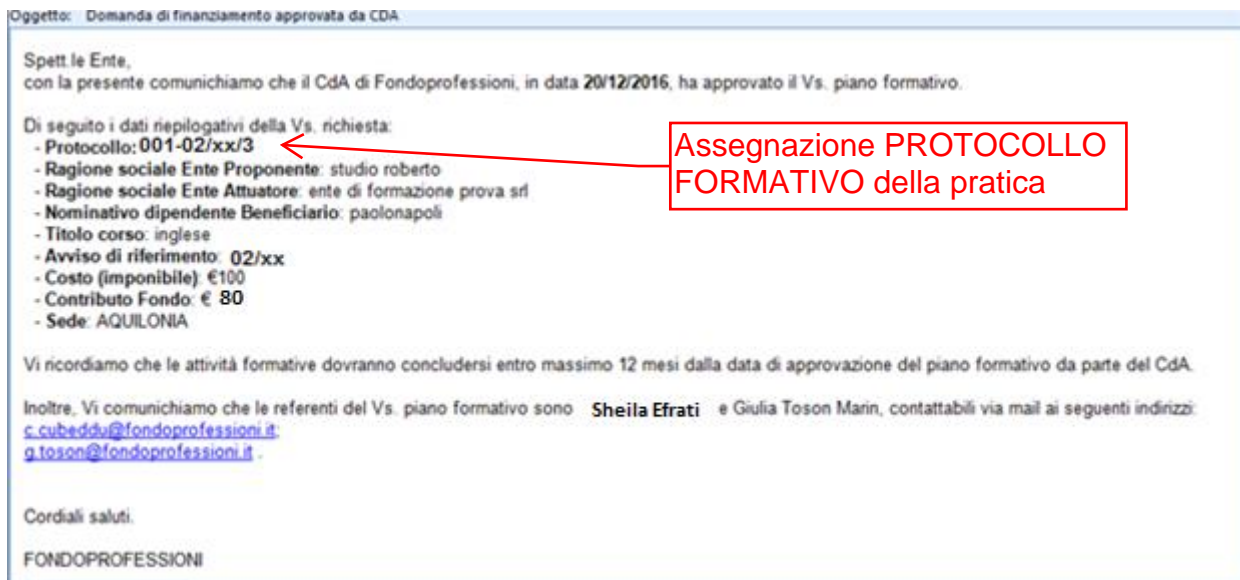 Oggetto: Domanda di finanziamento approvata da CDA
Spett.le Ente,
con la presente comunichiamo che il CdA di Fondoprofessioni, in data 20/12/2016, ha approvato il Vs. piano formativo.
Di seguito i dati riepilogativi della Vs. richiesta:
- Protocollo: 001-02/xx/3
Assegnazione PROTOCOLLO
FORMATIVO della pratica
- Ragione sociale Ente Proponente: studio roberto
- Ragione sociale Ente Attuatore: ente di formazione prova srl
- Nominativo dipendente Beneficiario: paolonapoli
- Titolo corso: inglese
- Avviso di riferimento: 02/xx
- Costo (imponibile): €100
- Contributo Fondo: € 80
- Sede: AQUILONIA
Vi ricordiamo che le attività formative dovranno concludersi entro massimo 12 mesi dalla data di approvazione del piano formativo da parte del CdA.
Inoltre, Vi comunichiamo che le referenti del Vs. piano formativo sono Sheila Efrati e Giulia Toson Marin, contattabili via mail ai seguenti indirizzi:
c.cubeddu@fondoprofessioni.it;
g.toson@fondoprofessioni.it .
Cordiali saluti.
FONDOPROFESSIONI